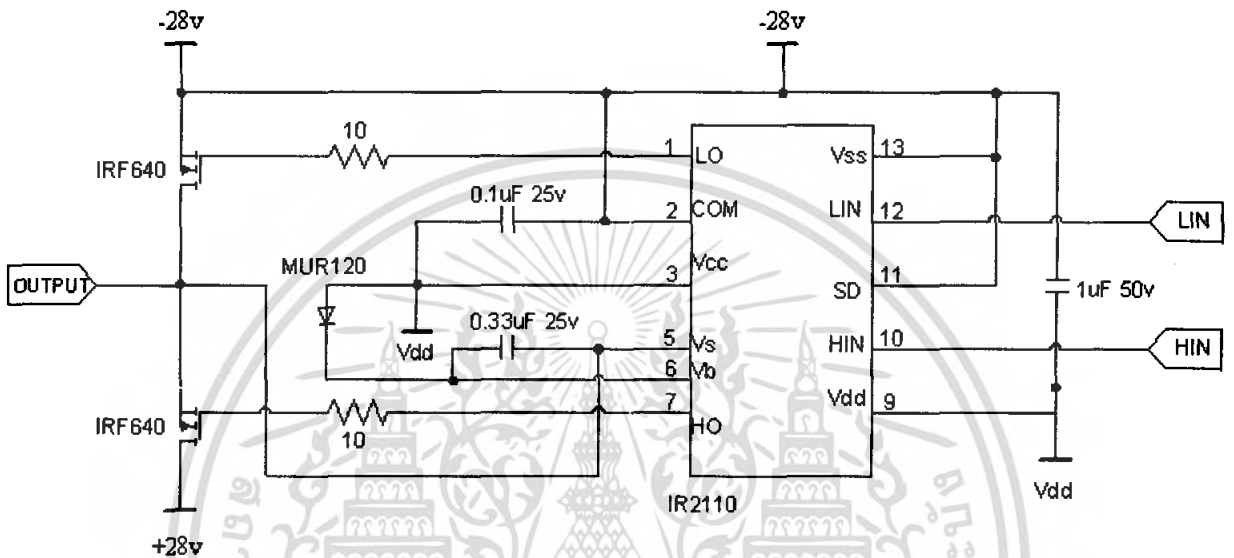 -28v
-28v
10
IRF640
1
LO
Vss
13
0.1uF 25v
2
COM
LIN
12
LIN
Vcc
MUR120
3
11
SD
1uF 50v
OUTPUT
Vdd
0.33uF 25v
5
Vs
HIN
10
HIN
6
Vb
Vdd
9
7
HO
IRF640
10
IR2110
Vdd
+28v